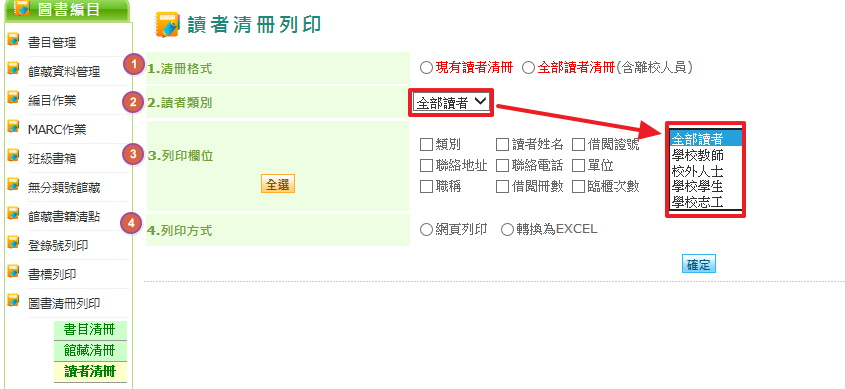 圖書編目
書目管理
館藏資料管理
編目作業
MARC作業
班級書箱
無分類號館藏
館藏書籍清點
登錄號列印
書標列印
圖書清冊列印
書目清冊
館藏清冊
讀者清冊
讀者清冊列印
1 1.清冊格式 現有讀者清冊 全部讀者清冊(含離校人員)
2 2.讀者類別 全部讀者
全部讀者
學校教師
校外人士
學校學生
學校志工
3 3.列印欄位 全選
類別 讀者姓名 借閱證號
聯絡地址 聯絡電話 單位
職稱 借閱冊數 臨櫃次數
4 4.列印方式 網頁列印 轉換為EXCEL
確定